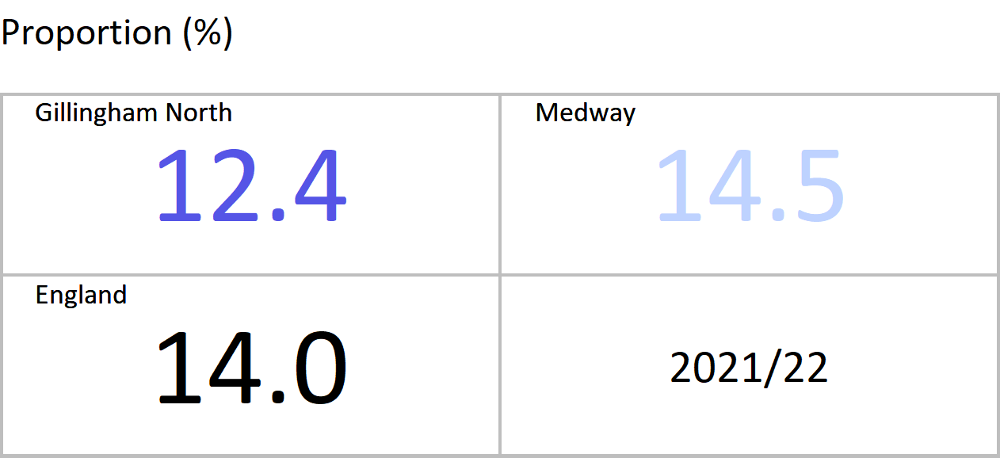 Proportion (%)
Gillingham North
12.4
Medway
14.5
England
14.0
2021/22